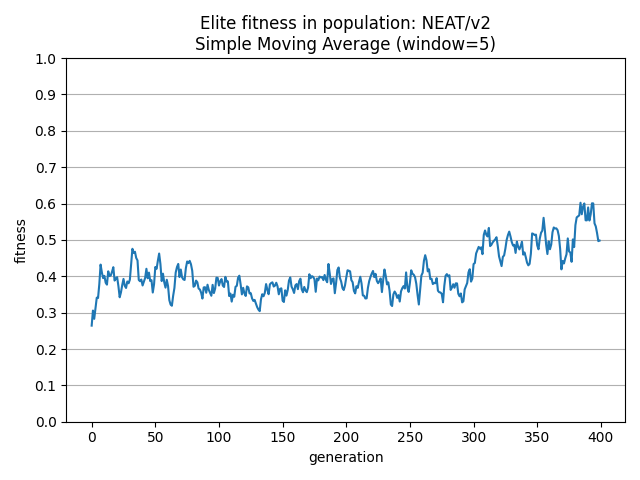 Elite fitness in population: NEAT/v2
Simple Moving Average (window=5)
1.0
0.9
0.8
0.7
0.6
0.5
0.4
0.3
0.2
0.1
0.0
fitness
0 50 100 150 200 250 300 350 400
generation